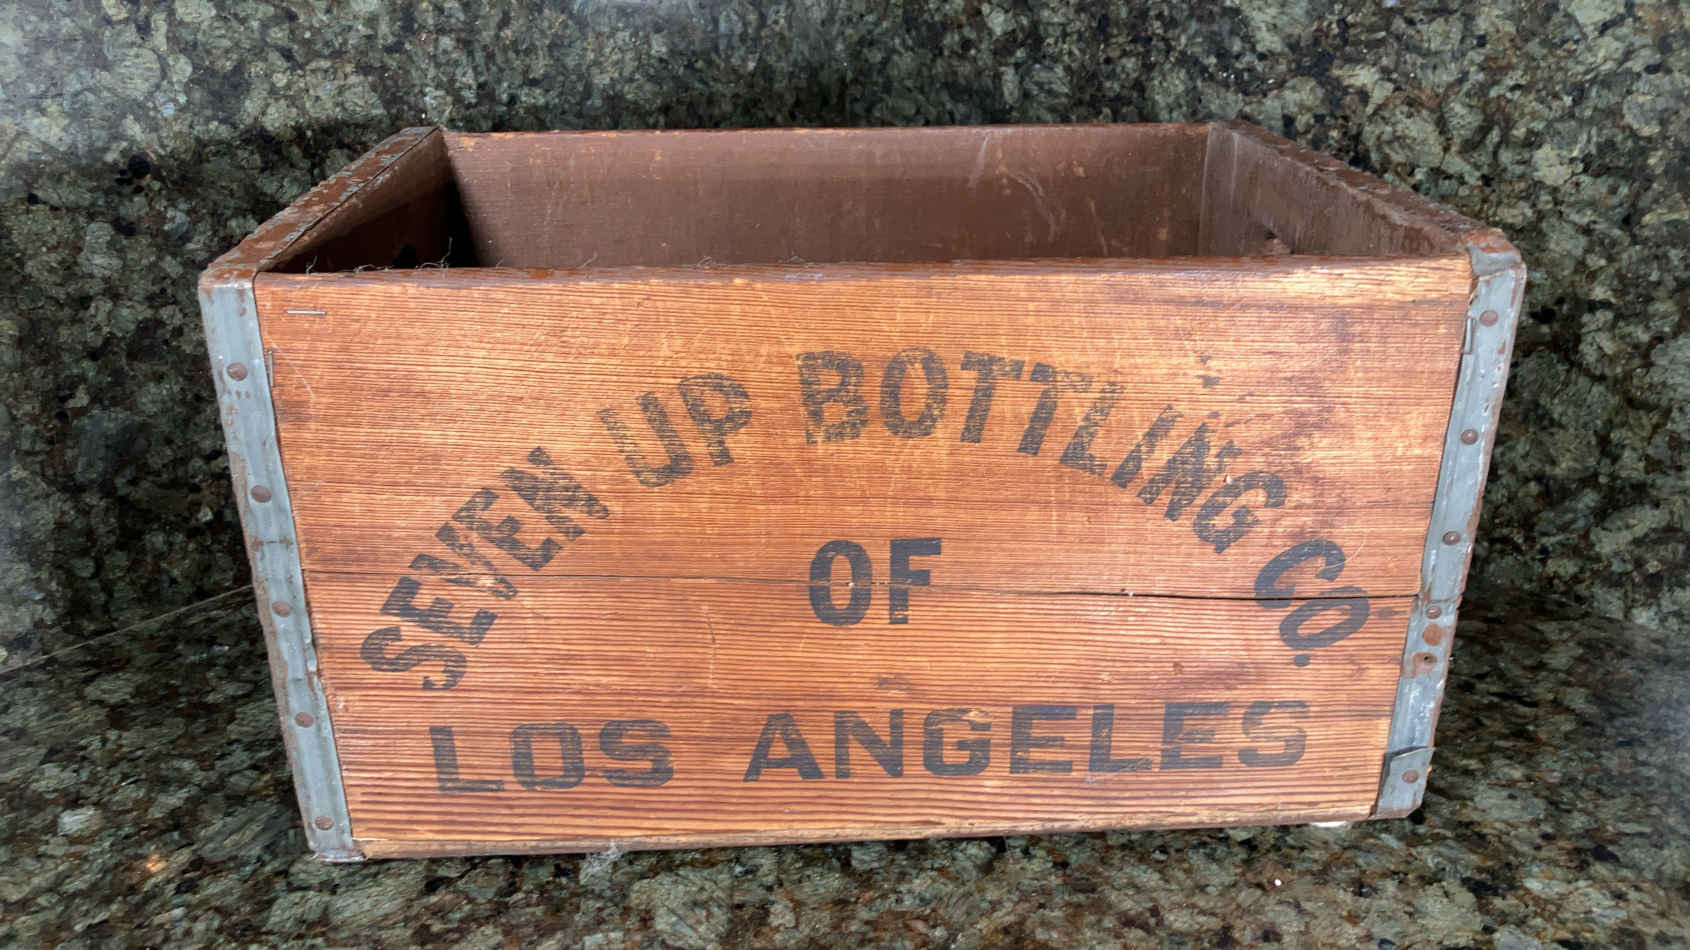 SEVEN UP BOTTLING CO.
OF
LOS ANGELES